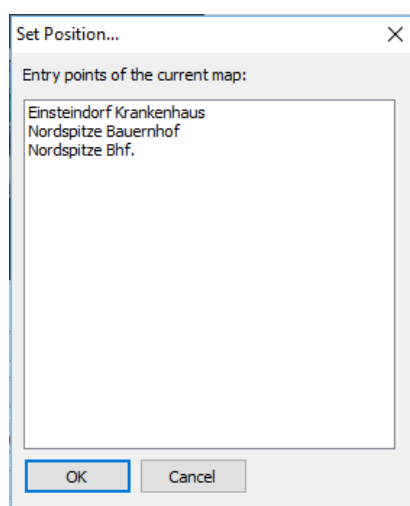 Set Position...
Entry points of the current map:
Einsteindorf Krankenhaus
Nordspitze Bauernhof
Nordspitze Bhf.
OK Cancel